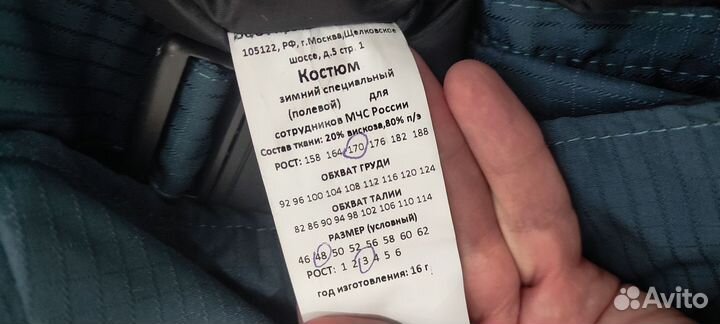 105122, РФ, г.Москва,Щелковское
шоссе, д.5 стр. 1
Костюм
зимний специальный
(полевой) для
сотрудников МЧС России
Состав ткани: 20% вискоза,80% п/э
РОСТ: 158 164 170 176 182 188
ОБХВАТ ГРУДИ
92 96 100 104 108 112 116 120 124
ОБХВАТ ТАЛИИ
82 86 90 94 98 102 106 110 114
РАЗМЕР (условный)
46 48 50 52 56 58 60 62
РОСТ: 1 2 3 4 5 6
год изготовления: 16 г
Avito